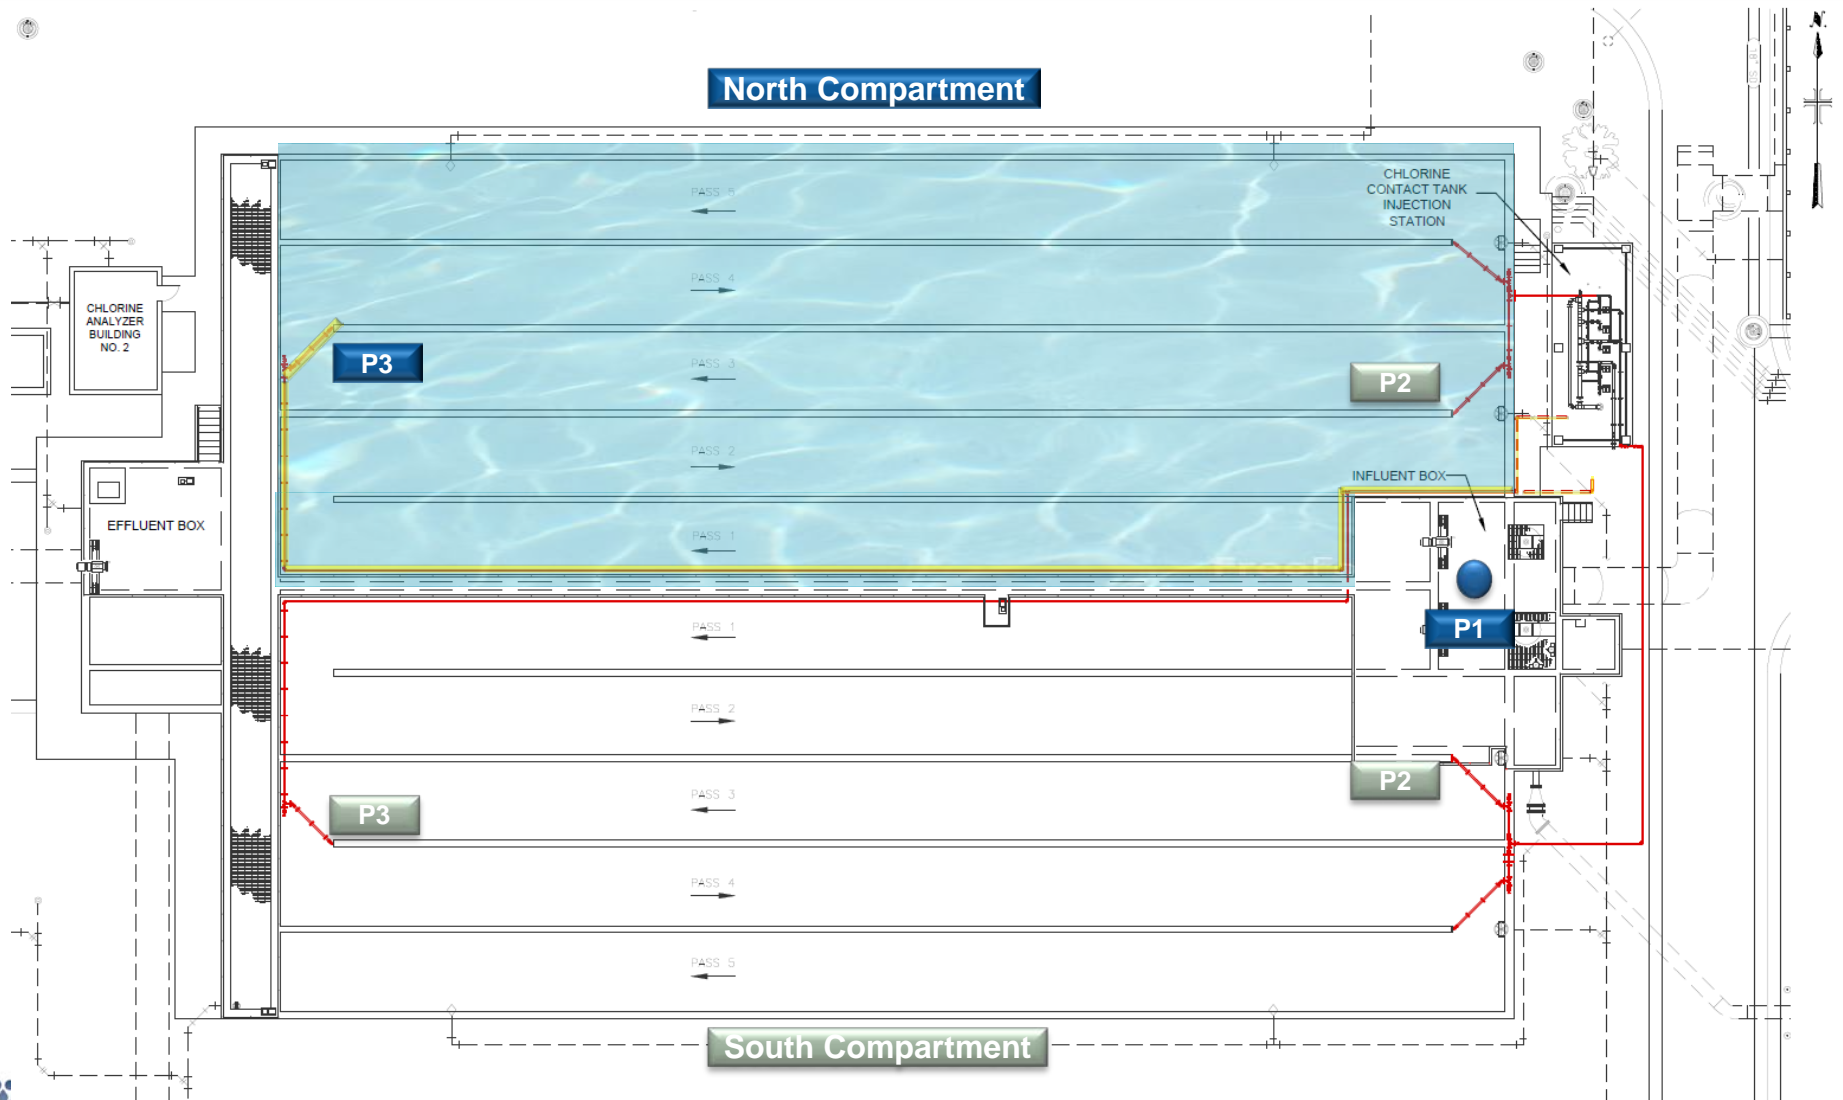 N.
18" SD
North Compartment
CHLORINE
CONTACT TANK
INJECTION
STATION
PASS 5
PASS 4
CHLORINE
ANALYZER
BUILDING
NO. 2
P3
PASS 3
P2
PASS 2
INFLUENT BOX
EFFLUENT BOX
PASS 1
P1
PASS 1
PASS 2
P2
P3
PASS 3
PASS 4
PASS 5
South Compartment